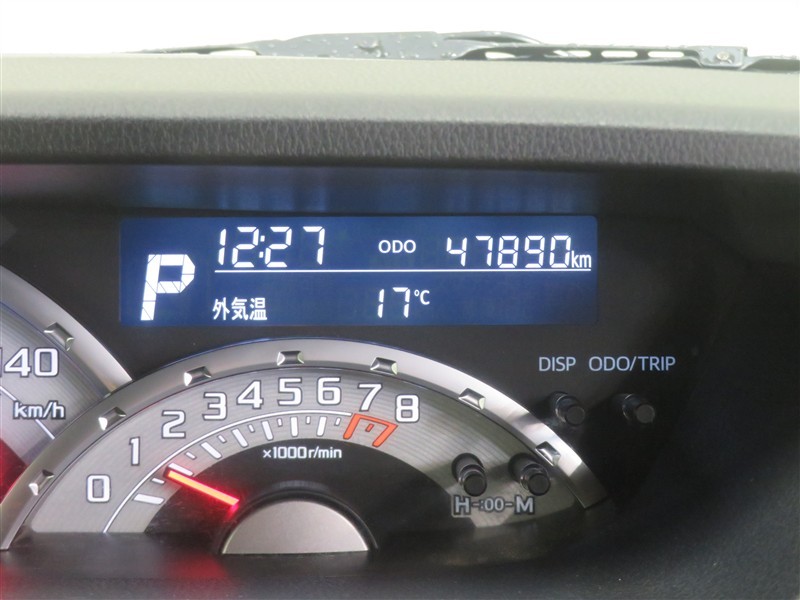 P 12:27 ODO 47890km
外気温 17℃
DISP ODO/TRIP
140
km/h
0 1 2 3 4 5 6 7 8
×1000r/min
H-:00-M